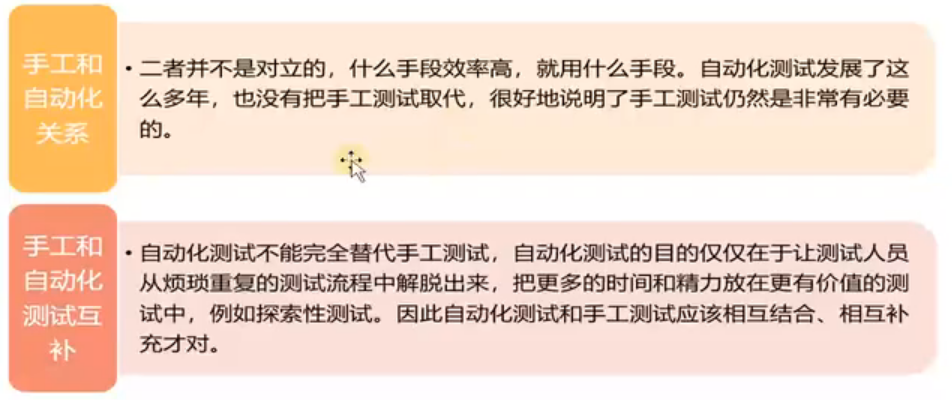 手工和
自动化
关系
• 二者并不是对立的，什么手段效率高，就用什么手段。自动化测试发展了这
么多年，也没有把手工测试取代，很好地说明了手工测试仍然是非常有必要
的。
手工和
自动化
测试互
补
• 自动化测试不能完全替代手工测试，自动化测试的目的仅仅在于让测试人员
从烦琐重复的测试流程中解脱出来，把更多的时间和精力放在更有价值的测
试中，例如探索性测试。因此自动化测试和手工测试应该相互结合、相互补
充才对。